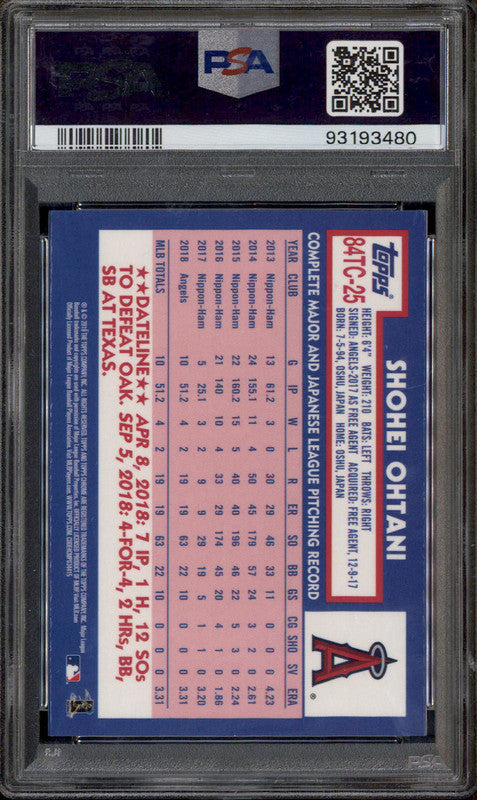 PSA
93193480
topps
84TC-25
SHOHEI OHTANI
HEIGHT: 6'4" WEIGHT: 210 BATS: LEFT THROWS: RIGHT
SIGNED: ANGELS-2017 AS FREE AGENT ACQUIRED: FREE AGENT, 12-9-17
BORN: 7-5-94, OSHU, JAPAN HOME: OSHU, JAPAN
A
COMPLETE MAJOR AND JAPANESE LEAGUE PITCHING RECORD
YEAR CLUB G IP W L R ER SO BB GS CG SHO SV ERA
2013 Nippon-Ham 13 61.2 3 0 30 29 46 33 11 0 0 0 4.23
2014 Nippon-Ham 24 155.1 11 4 50 45 179 57 24 3 2 0 2.61
2015 Nippon-Ham 22 160.2 15 5 40 40 196 46 22 5 3 0 2.24
2016 Nippon-Ham 21 140 10 4 33 29 174 45 20 4 1 1 1.86
2017 Nippon-Ham 5 25.1 3 2 9 9 29 19 5 1 1 0 3.20
2018 Angels 10 51.2 4 2 19 19 63 22 10 0 0 0 3.31
MLB TOTALS 10 51.2 4 2 19 19 63 22 10 0 0 0 3.31
★★DATELINE★★ APR 8, 2018: 7 IP, 1 H, 12 SOs
TO DEFEAT OAK. SEP 5, 2018: 4-FOR-4, 2 HRs, BB,
SB AT TEXAS.